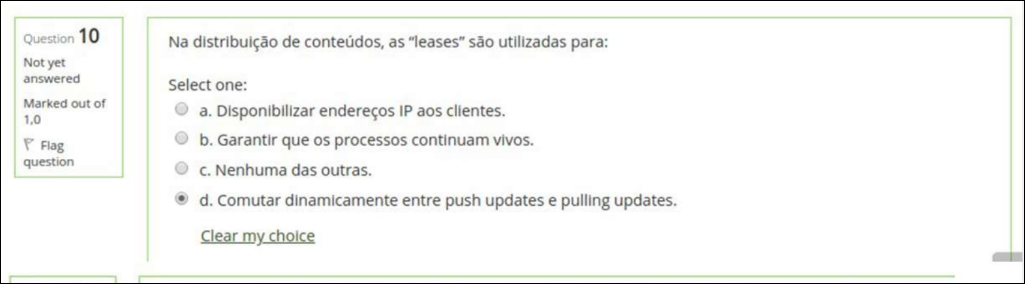 Question 10
Not yet
answered
Marked out of
1,0
Flag
question
Na distribuição de conteúdos, as “leases” são utilizadas para:
Select one:
a. Disponibilizar endereços IP aos clientes.
b. Garantir que os processos continuam vivos.
c. Nenhuma das outras.
d. Comutar dinamicamente entre push updates e pulling updates.
Clear my choice